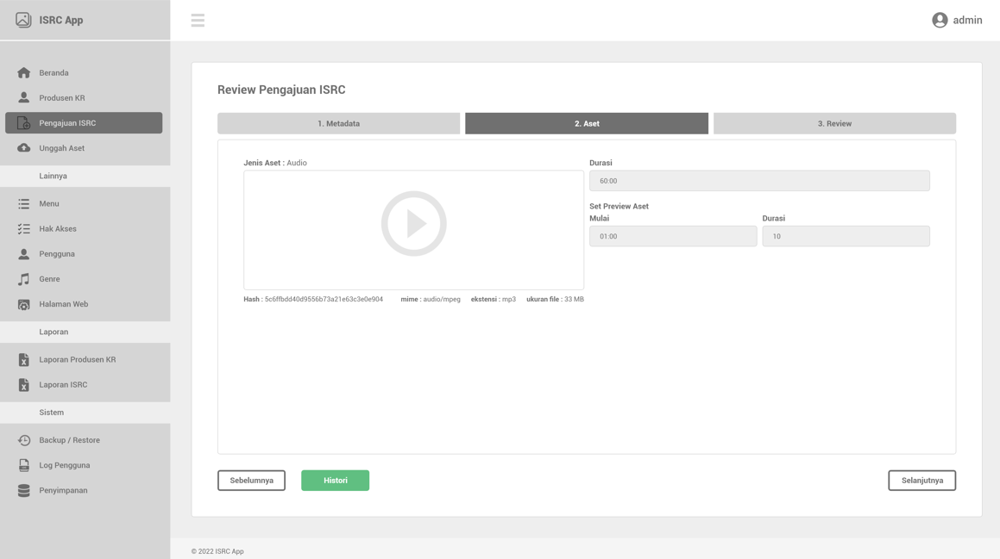 ISRC App
admin
Beranda
Produsen KR
Pengajuan ISRC
Unggah Aset
Lainnya
Menu
Hak Akses
Pengguna
Genre
Halaman Web
Laporan
Laporan Produsen KR
Laporan ISRC
Sistem
Backup / Restore
Log Pengguna
Penyimpanan
Review Pengajuan ISRC
1. Metadata
2. Aset
3. Review
Jenis Aset : Audio
Hash : 5c6ffbdd40d9556b73a21e63c3e0e904 mime : audio/mpeg ekstensi : mp3 ukuran file : 33 MB
Durasi
60:00
Set Preview Aset
Mulai Durasi
01:00 10
Sebelumnya
Histori
Selanjutnya
© 2022 ISRC App